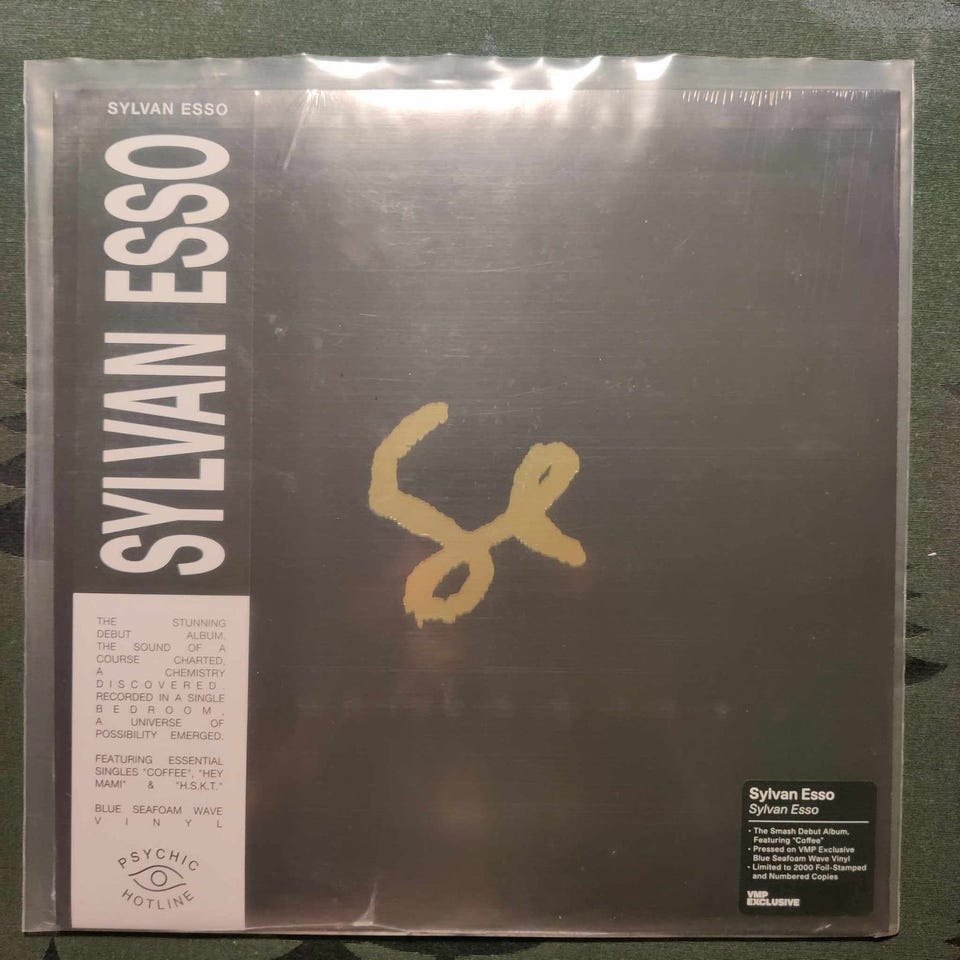 SYLVAN ESSO
SYLVAN ESSO
THE STUNNING
DEBUT ALBUM.
THE SOUND OF A
COURSE CHARTED,
A CHEMISTRY
DISCOVERED.
RECORDED IN A SINGLE
BEDROOM,
A UNIVERSE OF
POSSIBILITY EMERGED.
FEATURING ESSENTIAL
SINGLES "COFFEE", "HEY
MAMI" & "H.S.K.T."
BLUE SEAFOAM WAVE
VINYL
PSYCHIC
HOTLINE
Se
Sylvan Esso
Sylvan Esso
• The Smash Debut Album,
Featuring "Coffee"
• Pressed on VMP Exclusive
Blue Seafoam Wave Vinyl
• Limited to 2000 Foil-Stamped
and Numbered Copies
VMP
EXCLUSIVE